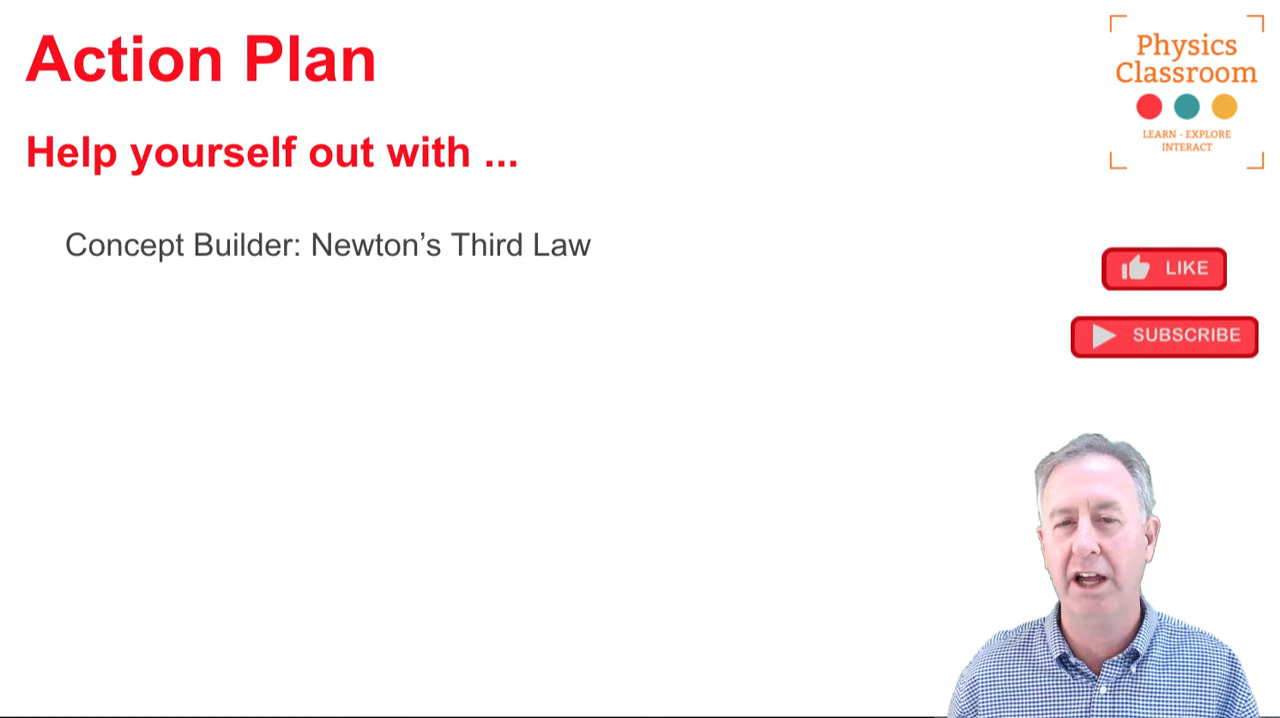 Action Plan
Help yourself out with ...
Concept Builder: Newton’s Third Law
Physics
Classroom
LEARN - EXPLORE
INTERACT
LIKE
SUBSCRIBE